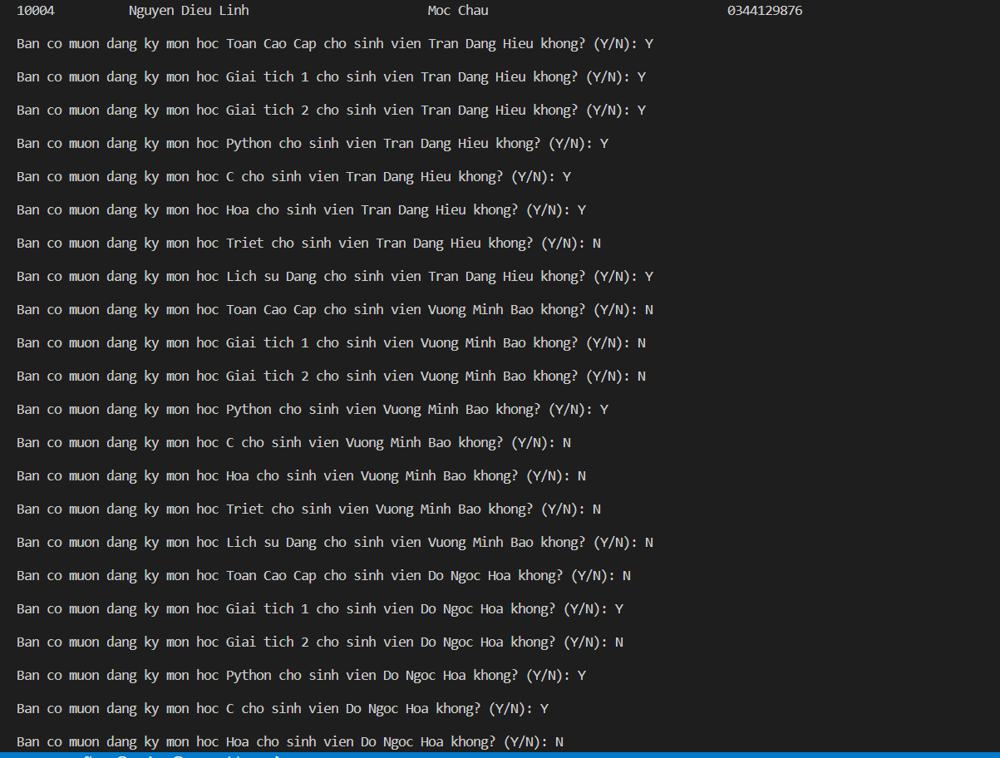 10004 Nguyen Dieu Linh Moc Chau 0344129876
Ban co muon dang ky mon hoc Toan Cao Cap cho sinh vien Tran Dang Hieu khong? (Y/N): Y
Ban co muon dang ky mon hoc Giai tich 1 cho sinh vien Tran Dang Hieu khong? (Y/N): Y
Ban co muon dang ky mon hoc Giai tich 2 cho sinh vien Tran Dang Hieu khong? (Y/N): Y
Ban co muon dang ky mon hoc Python cho sinh vien Tran Dang Hieu khong? (Y/N): Y
Ban co muon dang ky mon hoc C cho sinh vien Tran Dang Hieu khong? (Y/N): Y
Ban co muon dang ky mon hoc Hoa cho sinh vien Tran Dang Hieu khong? (Y/N): Y
Ban co muon dang ky mon hoc Triet cho sinh vien Tran Dang Hieu khong? (Y/N): N
Ban co muon dang ky mon hoc Lich su Dang cho sinh vien Tran Dang Hieu khong? (Y/N): Y
Ban co muon dang ky mon hoc Toan Cao Cap cho sinh vien Vuong Minh Bao khong? (Y/N): N
Ban co muon dang ky mon hoc Giai tich 1 cho sinh vien Vuong Minh Bao khong? (Y/N): N
Ban co muon dang ky mon hoc Giai tich 2 cho sinh vien Vuong Minh Bao khong? (Y/N): N
Ban co muon dang ky mon hoc Python cho sinh vien Vuong Minh Bao khong? (Y/N): Y
Ban co muon dang ky mon hoc C cho sinh vien Vuong Minh Bao khong? (Y/N): N
Ban co muon dang ky mon hoc Hoa cho sinh vien Vuong Minh Bao khong? (Y/N): N
Ban co muon dang ky mon hoc Triet cho sinh vien Vuong Minh Bao khong? (Y/N): N
Ban co muon dang ky mon hoc Lich su Dang cho sinh vien Vuong Minh Bao khong? (Y/N): N
Ban co muon dang ky mon hoc Toan Cao Cap cho sinh vien Do Ngoc Hoa khong? (Y/N): N
Ban co muon dang ky mon hoc Giai tich 1 cho sinh vien Do Ngoc Hoa khong? (Y/N): Y
Ban co muon dang ky mon hoc Giai tich 2 cho sinh vien Do Ngoc Hoa khong? (Y/N): N
Ban co muon dang ky mon hoc Python cho sinh vien Do Ngoc Hoa khong? (Y/N): Y
Ban co muon dang ky mon hoc C cho sinh vien Do Ngoc Hoa khong? (Y/N): Y
Ban co muon dang ky mon hoc Hoa cho sinh vien Do Ngoc Hoa khong? (Y/N): N